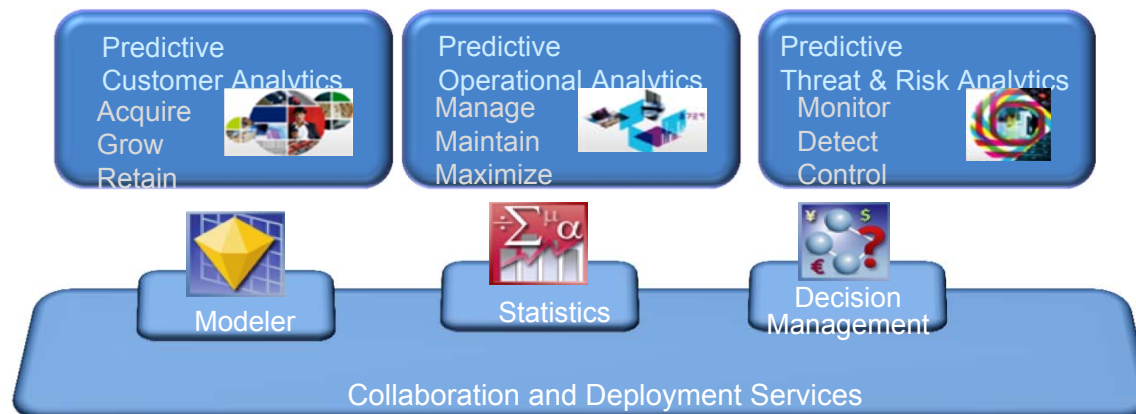 Predictive
Customer Analytics
Acquire
Grow
Retain
Predictive
Operational Analytics
Manage
Maintain
Maximize
Predictive
Threat & Risk Analytics
Monitor
Detect
Control
÷Σμα
¥ $
€ ?
Modeler
Statistics
Decision
Management
Collaboration and Deployment Services